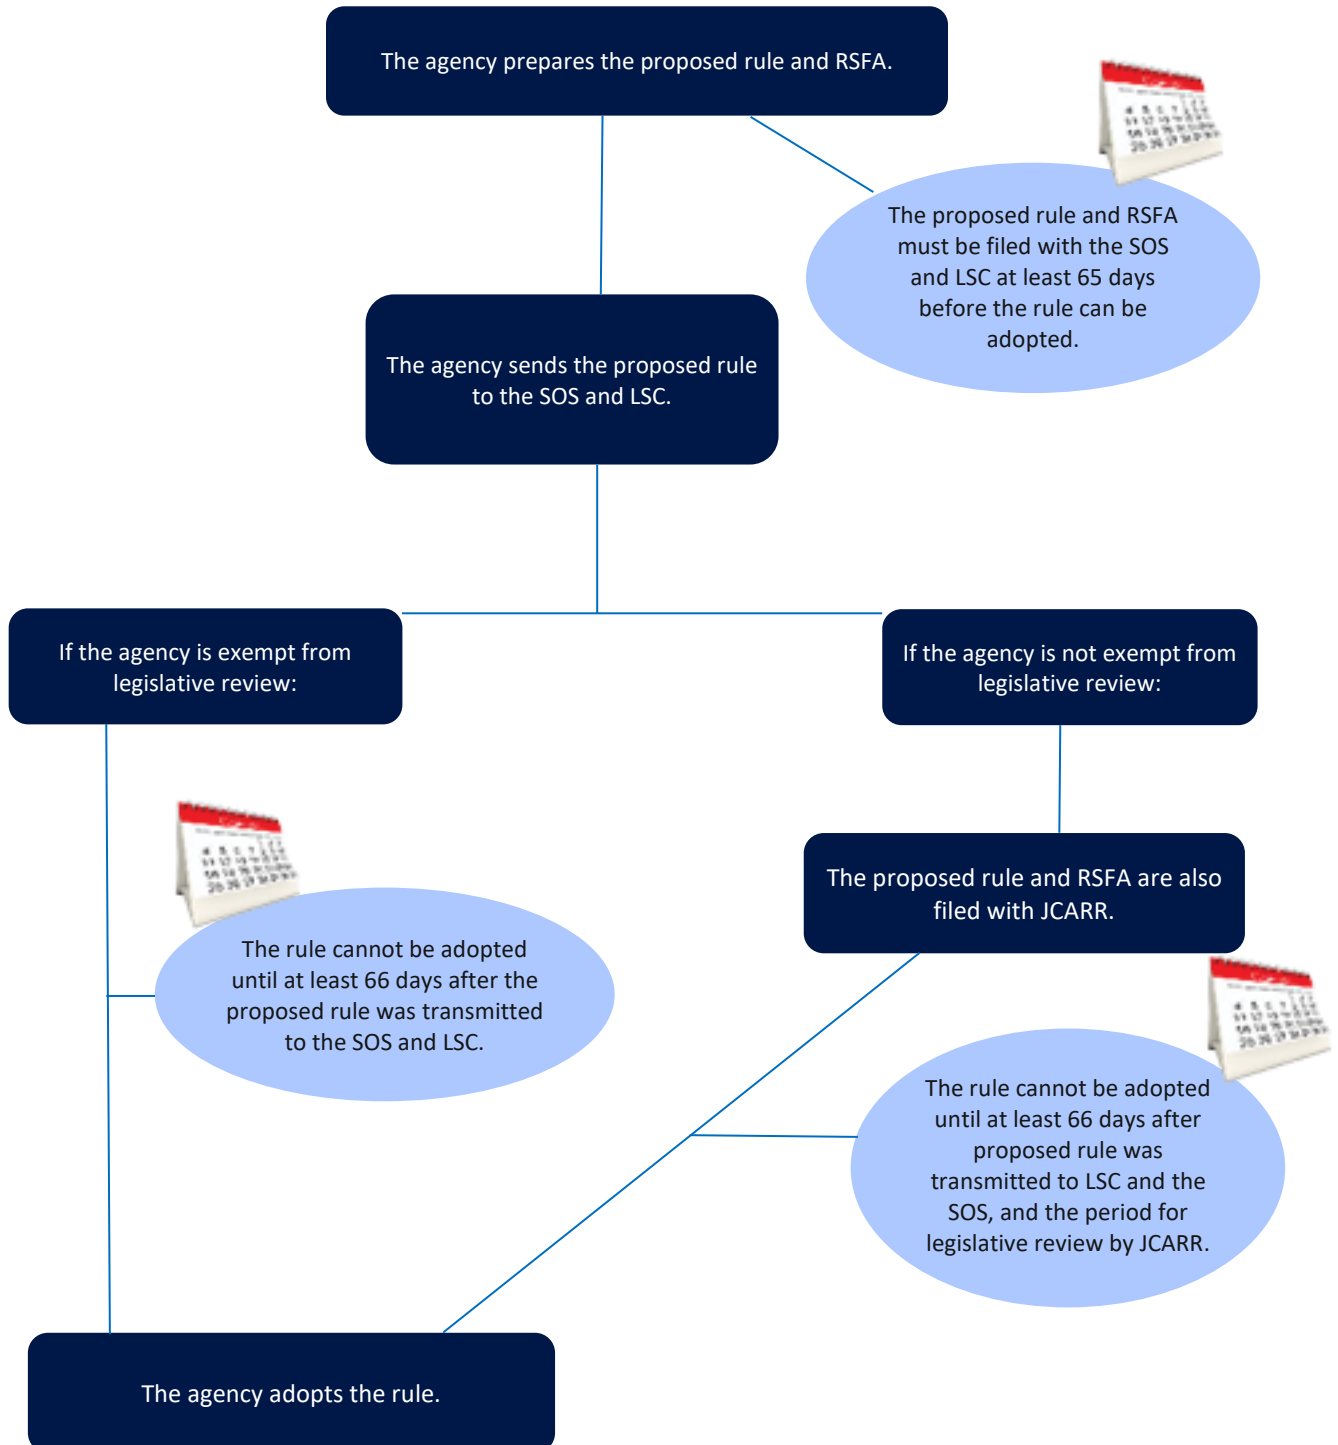 The agency prepares the proposed rule and RSFA.
The proposed rule and RSFA
must be filed with the SOS
and LSC at least 65 days
before the rule can be
adopted.
The agency sends the proposed rule
to the SOS and LSC.
If the agency is exempt from
legislative review:
If the agency is not exempt from
legislative review:
The proposed rule and RSFA are also
filed with JCARR.
The rule cannot be adopted
until at least 66 days after the
proposed rule was transmitted
to the SOS and LSC.
The rule cannot be adopted
until at least 66 days after
proposed rule was
transmitted to LSC and the
SOS, and the period for
legislative review by JCARR.
The agency adopts the rule.